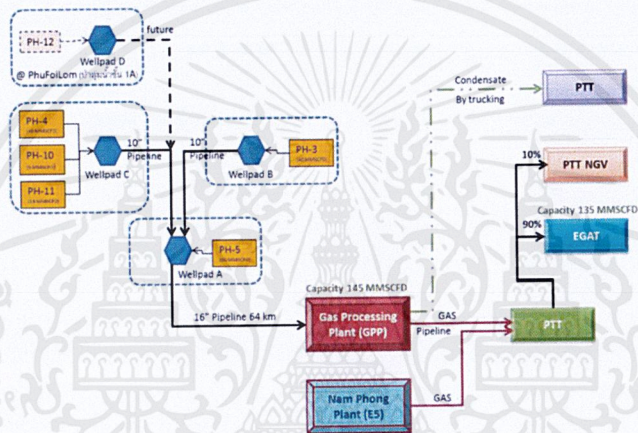 PH-12
future
Wellpad D
@ PhuFoiLom
PH-4
PH-10
PH-11
Wellpad C
10"
Pipeline
10"
Pipeline
PH-3
Wellpad B
PH-5
Wellpad A
16" Pipeline 64 km
Capacity 145 MMSCFD
Gas Processing
Plant (GPP)
GAS
Pipeline
Nam Phong
Plant (E5)
GAS
Condensate
By trucking
PTT
10%
PTT NGV
Capacity 135 MMSCFD
90%
EGAT
PTT